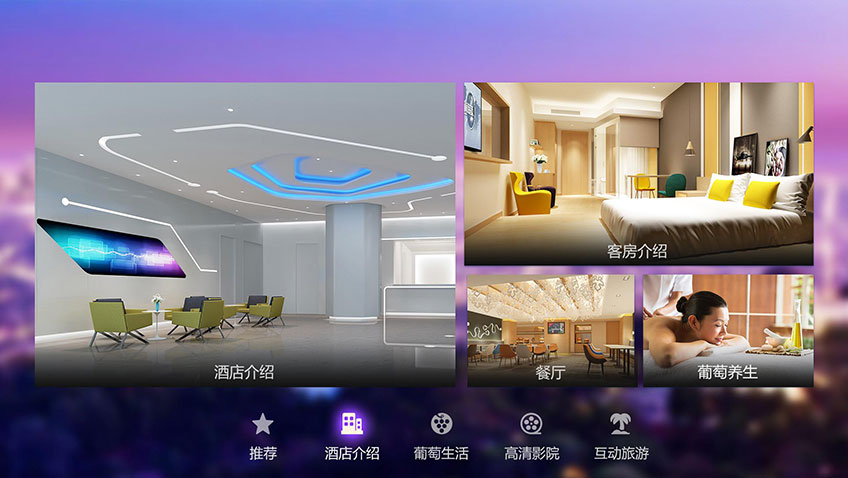 客房介绍
酒店介绍
餐厅
葡萄养生
推荐
酒店介绍
葡萄生活
高清影院
互动旅游